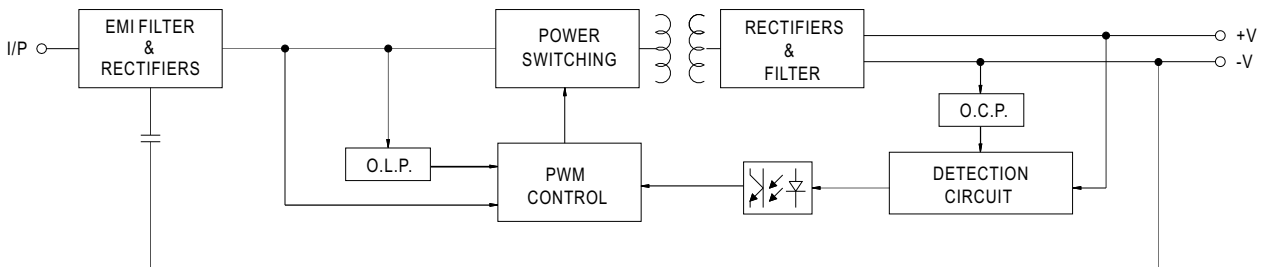 I/P
EMI FILTER
&
RECTIFIERS
POWER
SWITCHING
RECTIFIERS
&
FILTER
+V
-V
O.C.P.
O.L.P.
PWM
CONTROL
DETECTION
CIRCUIT